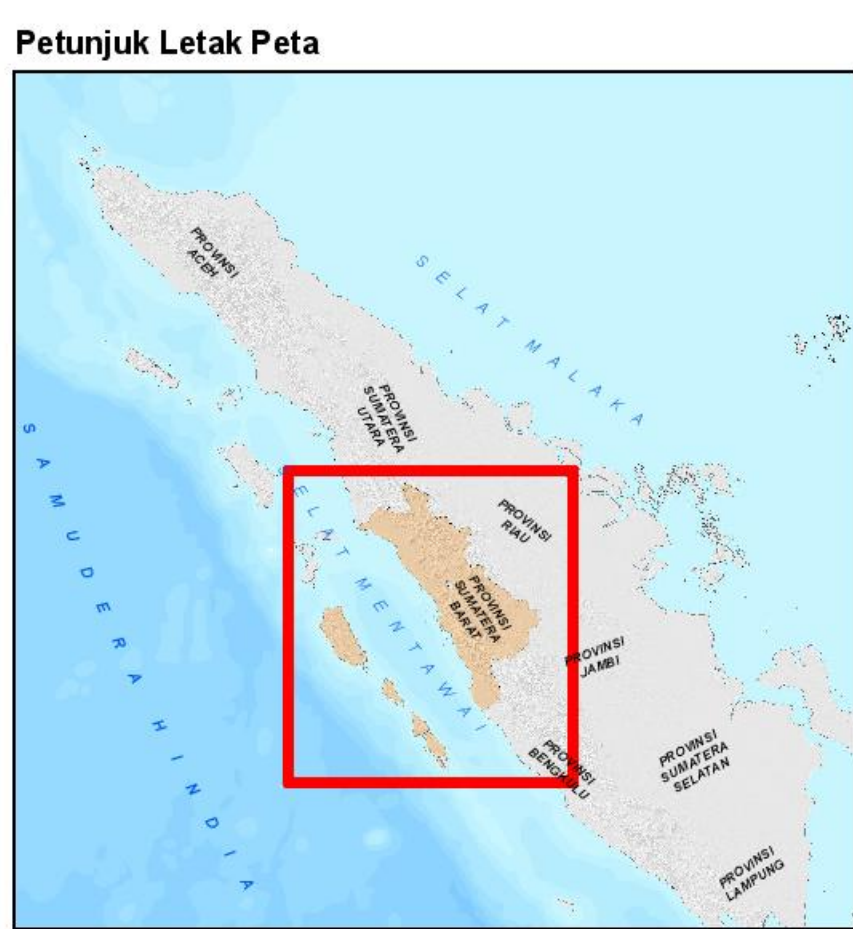 Petunjuk Letak Peta
PROVINSI
ACEH
SELAT MALAKA
PROVINSI
SUMATERA
UTARA
SAMUDERA HINDIA
SELAT MENTAWAI
PROVINSI
RIAU
PROVINSI
SUMATERA
BARAT
PROVINSI
JAMBI
PROVINSI
BENGKULU
PROVINSI
SUMATERA
SELATAN
PROVINSI
LAMPUNG